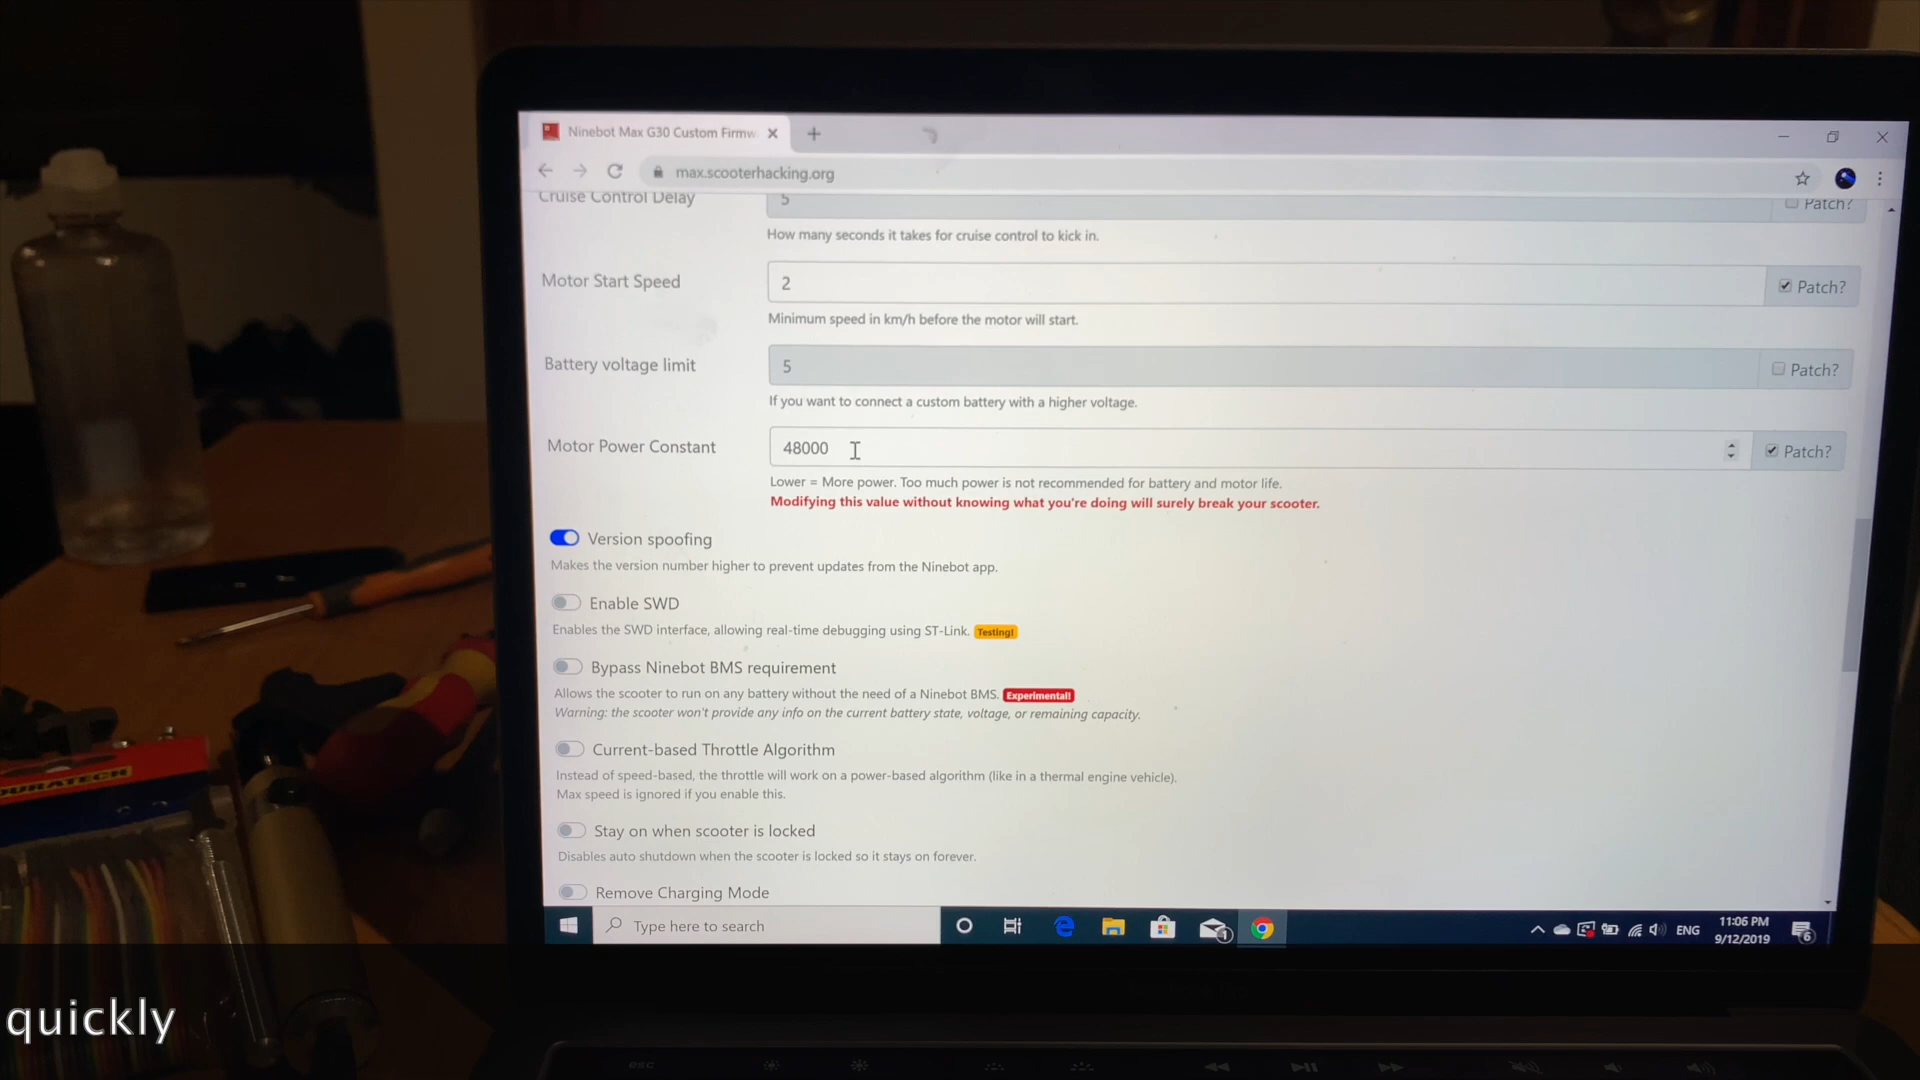 Ninebot Max G30 Custom Firmw
max.scooterhacking.org
Cruise Control Delay
5
Patch?
How many seconds it takes for cruise control to kick in.
Motor Start Speed
2
Patch?
Minimum speed in km/h before the motor will start.
Battery voltage limit
5
Patch?
If you want to connect a custom battery with a higher voltage.
Motor Power Constant
48000
Patch?
Lower = More power. Too much power is not recommended for battery and motor life.
Modifying this value without knowing what you're doing will surely break your scooter.
Version spoofing
Makes the version number higher to prevent updates from the Ninebot app.
Enable SWD
Enables the SWD interface, allowing real-time debugging using ST-Link. Testing!
Bypass Ninebot BMS requirement
Allows the scooter to run on any battery without the need of a Ninebot BMS. Experimental!
Warning: the scooter won't provide any info on the current battery state, voltage, or remaining capacity.
Current-based Throttle Algorithm
Instead of speed-based, the throttle will work on a power-based algorithm (like in a thermal engine vehicle).
Max speed is ignored if you enable this.
Stay on when scooter is locked
Disables auto shutdown when the scooter is locked so it stays on forever.
Remove Charging Mode
Type here to search
1
ENG
11:06 PM
9/12/2019
6
esc
quickly